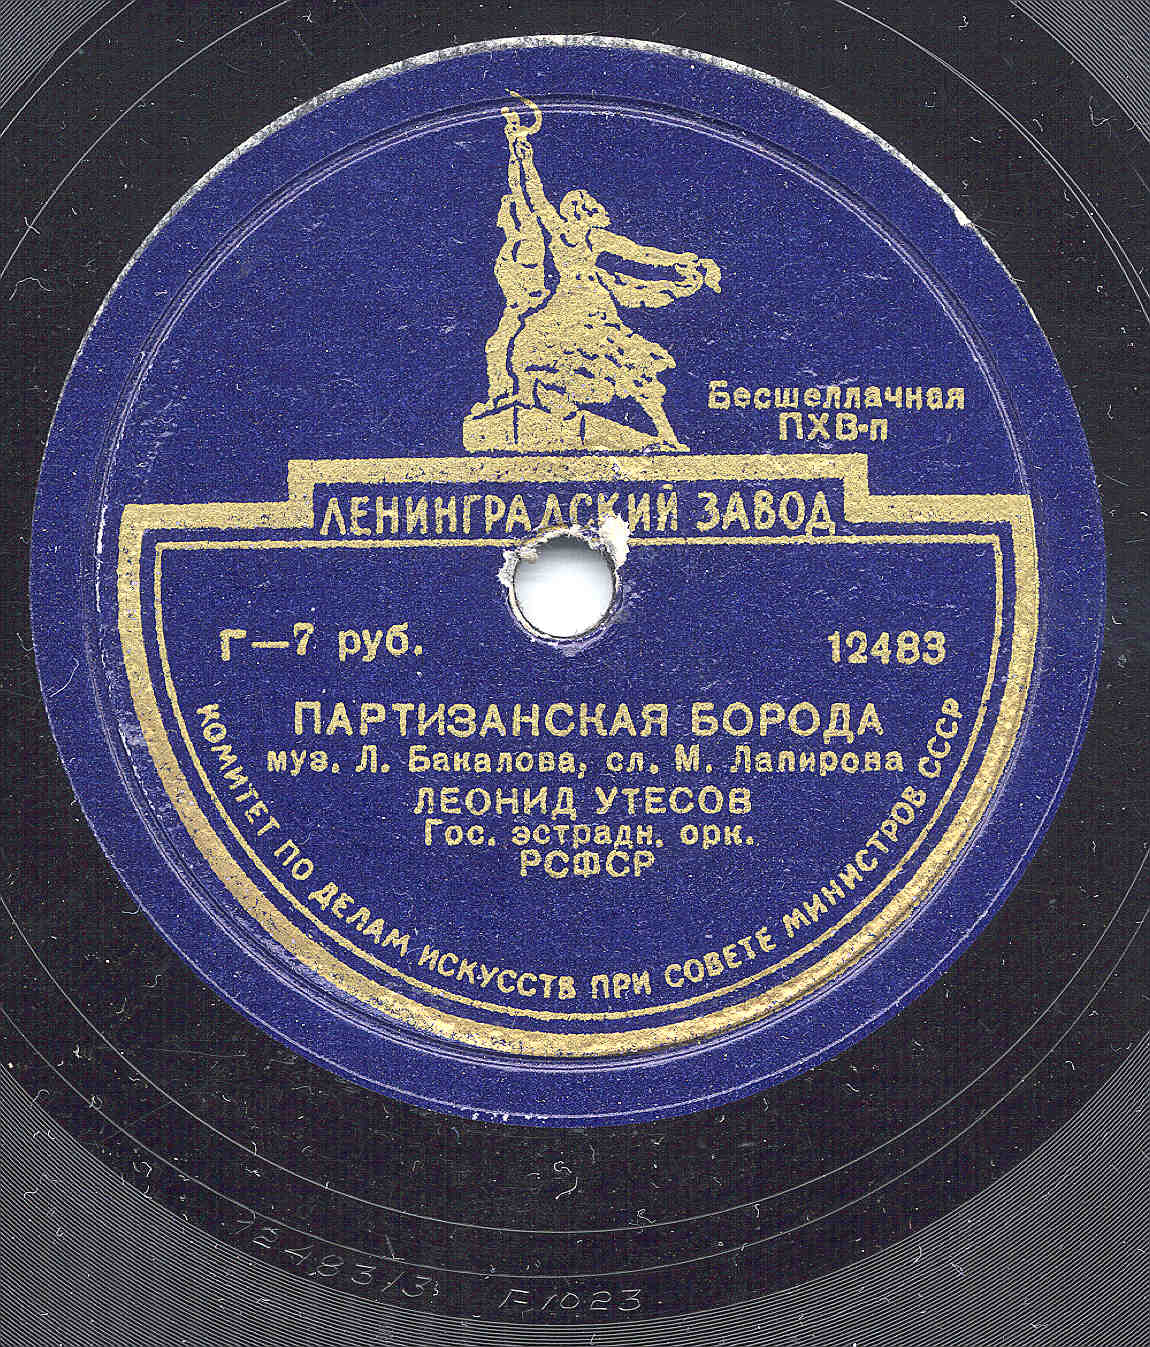 Бесшеллачная
ПХВ-п
ЛЕНИНГРАДСКИЙ ЗАВОД
Г—7 руб.
12483
ПАРТИЗАНСКАЯ БОРОДА
муз. Л. Бакалова, сл. М. Лапирова
ЛЕОНИД УТЕСОВ
Гос. эстрадн. орк.
РСФСР
КОМИТЕТ ПО ДЕЛАМ ИСКУССТВ ПРИ СОВЕТЕ МИНИСТРОВ СССР
12483/3
F1023